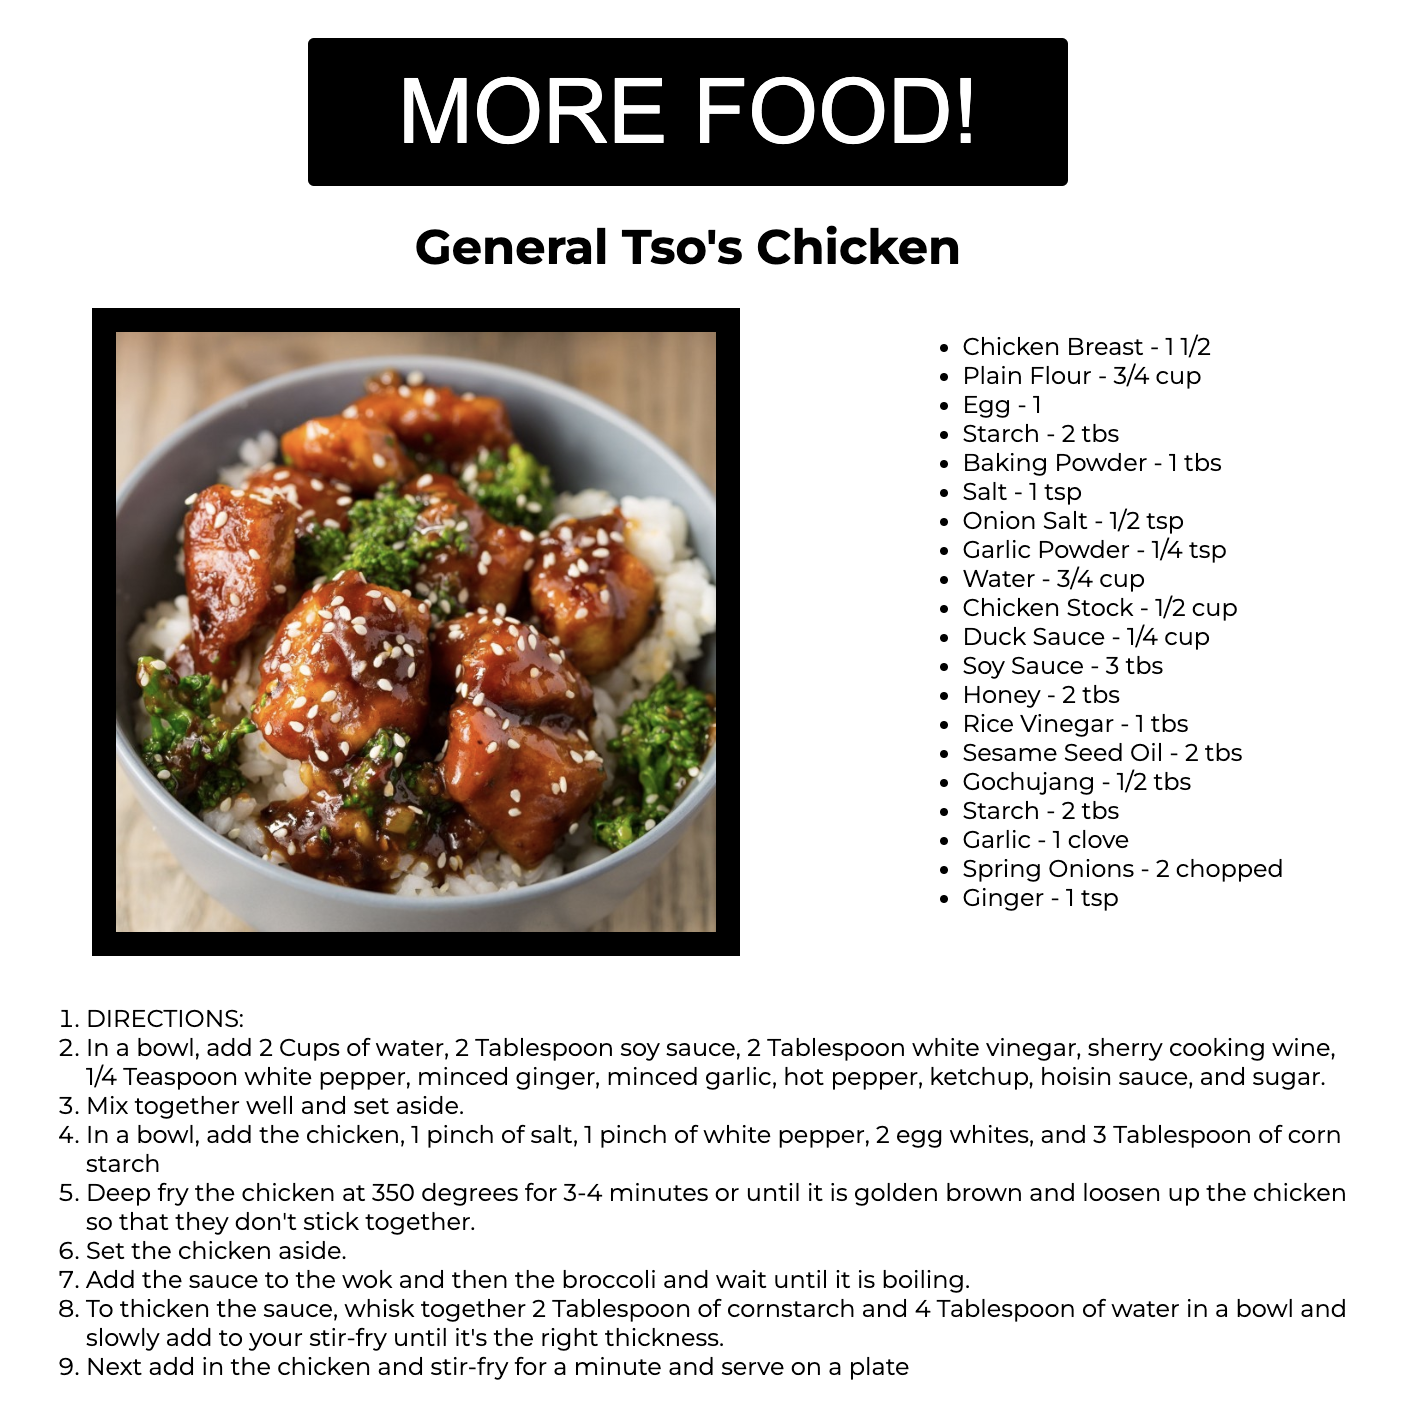 MORE FOOD!
General Tso's Chicken
• Chicken Breast - 1 1/2
• Plain Flour - 3/4 cup
• Egg - 1
• Starch - 2 tbs
• Baking Powder - 1 tbs
• Salt - 1 tsp
• Onion Salt - 1/2 tsp
• Garlic Powder - 1/4 tsp
• Water - 3/4 cup
• Chicken Stock - 1/2 cup
• Duck Sauce - 1/4 cup
• Soy Sauce - 3 tbs
• Honey - 2 tbs
• Rice Vinegar - 1 tbs
• Sesame Seed Oil - 2 tbs
• Gochujang - 1/2 tbs
• Starch - 2 tbs
• Garlic - 1 clove
• Spring Onions - 2 chopped
• Ginger - 1 tsp
1. DIRECTIONS:
2. In a bowl, add 2 Cups of water, 2 Tablespoon soy sauce, 2 Tablespoon white vinegar, sherry cooking wine,
1/4 Teaspoon white pepper, minced ginger, minced garlic, hot pepper, ketchup, hoisin sauce, and sugar.
3. Mix together well and set aside.
4. In a bowl, add the chicken, 1 pinch of salt, 1 pinch of white pepper, 2 egg whites, and 3 Tablespoon of corn
starch
5. Deep fry the chicken at 350 degrees for 3-4 minutes or until it is golden brown and loosen up the chicken
so that they don't stick together.
6. Set the chicken aside.
7. Add the sauce to the wok and then the broccoli and wait until it is boiling.
8. To thicken the sauce, whisk together 2 Tablespoon of cornstarch and 4 Tablespoon of water in a bowl and
slowly add to your stir-fry until it's the right thickness.
9. Next add in the chicken and stir-fry for a minute and serve on a plate